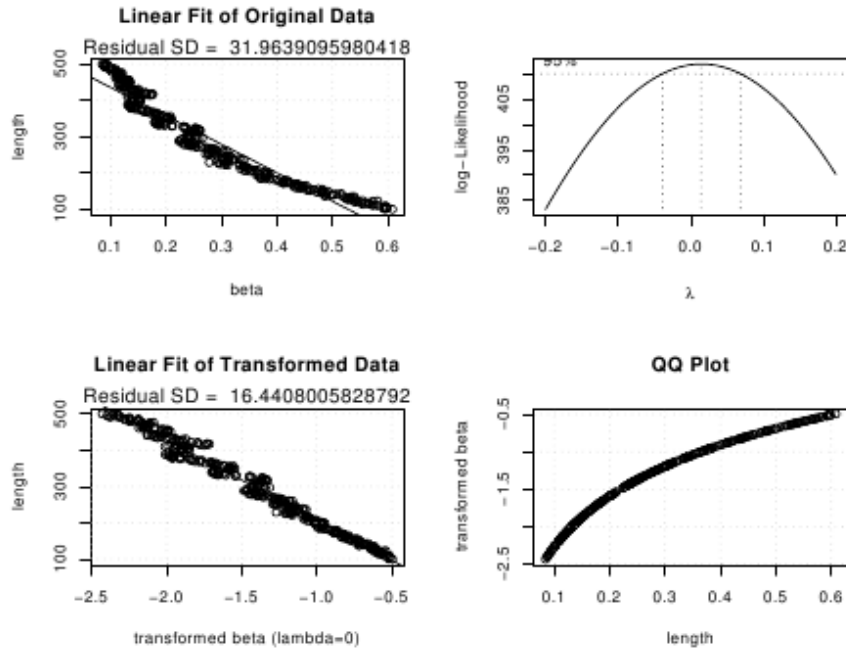 Linear Fit of Original Data
Residual SD = 31.9639095980418
length
100
300
500
0.1 0.2 0.3 0.4 0.5 0.6
beta
95%
log−Likelihood
385
395
405
−0.2 −0.1 0.0 0.1 0.2
λ
Linear Fit of Transformed Data
Residual SD = 16.4408005828792
length
100
300
500
−2.5 −2.0 −1.5 −1.0 −0.5
transformed beta (lambda=0)
QQ Plot
transformed beta
−2.5
−1.5
−0.5
0.1 0.2 0.3 0.4 0.5 0.6
length